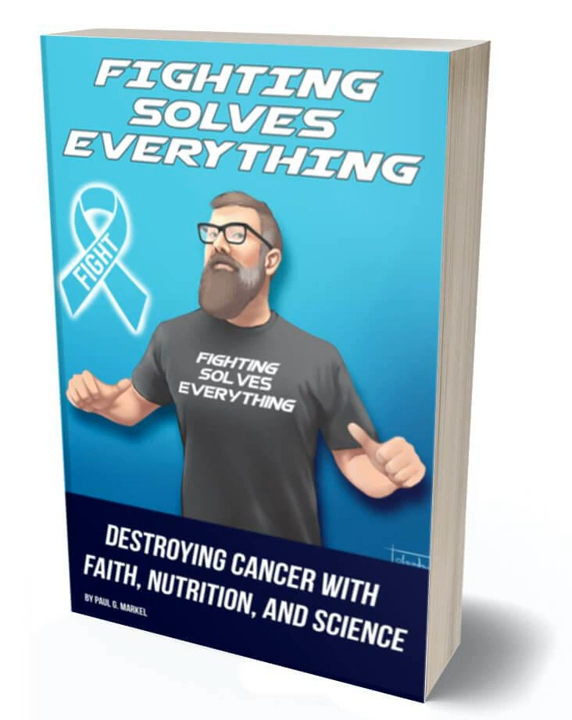 FIGHTING
SOLVES
EVERYTHING
FIGHT
FIGHTING
SOLVES
EVERYTHING
DESTROYING CANCER WITH
FAITH, NUTRITION, AND SCIENCE
BY PAUL G. MARKEL